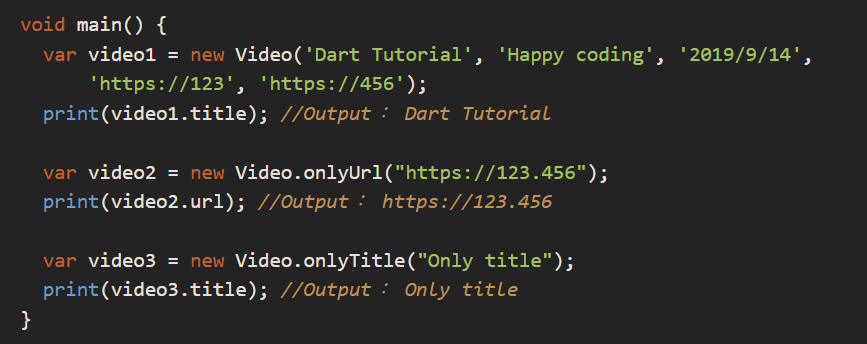 void main() {
  var video1 = new Video('Dart Tutorial', 'Happy coding', '2019/9/14',
      'https://123', 'https://456');
  print(video1.title); //Output： Dart Tutorial

  var video2 = new Video.onlyUrl("https://123.456");
  print(video2.url); //Output： https://123.456

  var video3 = new Video.onlyTitle("Only title");
  print(video3.title); //Output： Only title
}